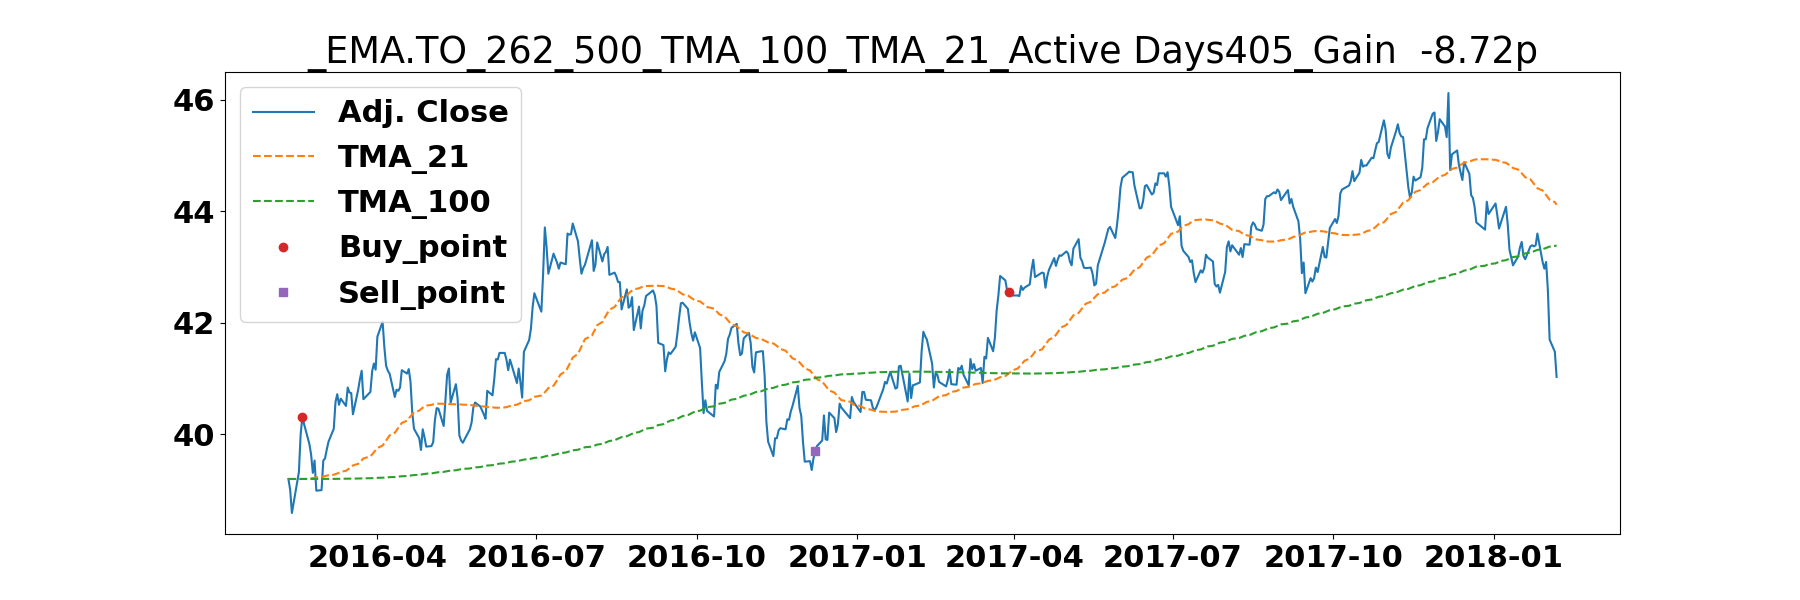 _EMA.TO_262_500_TMA_100_TMA_21_Active Days405_Gain  -8.72p
46
44
42
40
Adj. Close
TMA_21
TMA_100
Buy_point
Sell_point
2016-04 2016-07 2016-10 2017-01 2017-04 2017-07 2017-10 2018-01